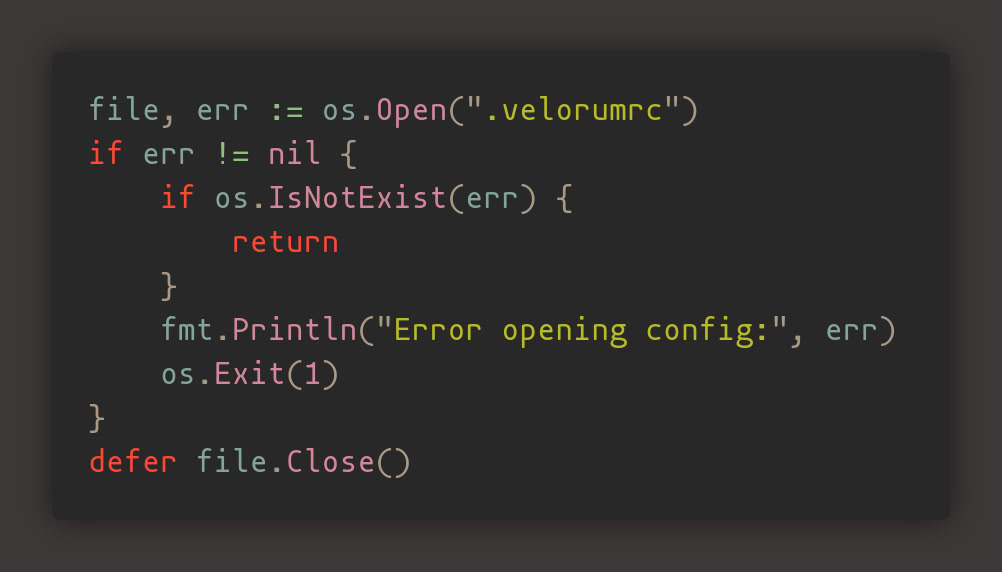 file, err := os.Open(".velorumrc")
if err != nil {
    if os.IsNotExist(err) {
        return
    }
    fmt.Println("Error opening config:", err)
    os.Exit(1)
}
defer file.Close()